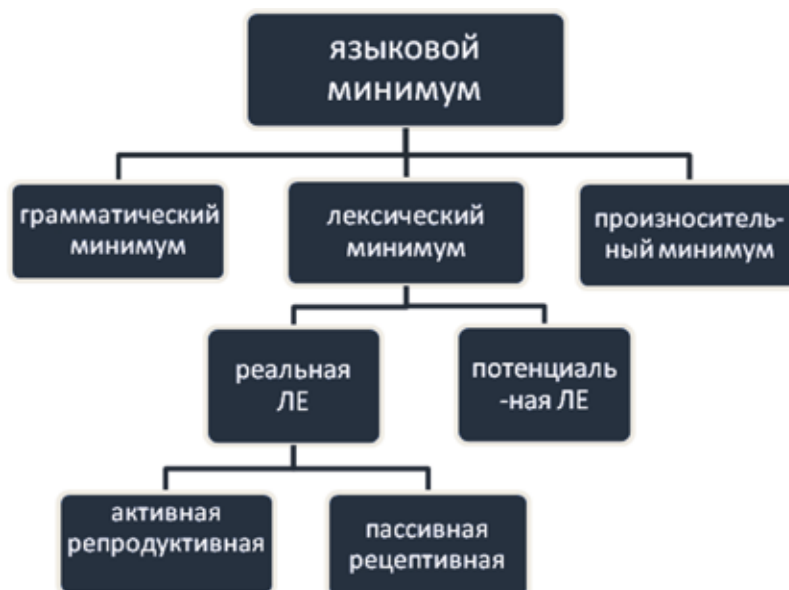 языковой
минимум
грамматический
минимум
лексический
минимум
произноситель-
ный минимум
реальная
ЛЕ
потенциаль
-ная ЛЕ
активная
репродуктивная
пассивная
рецептивная